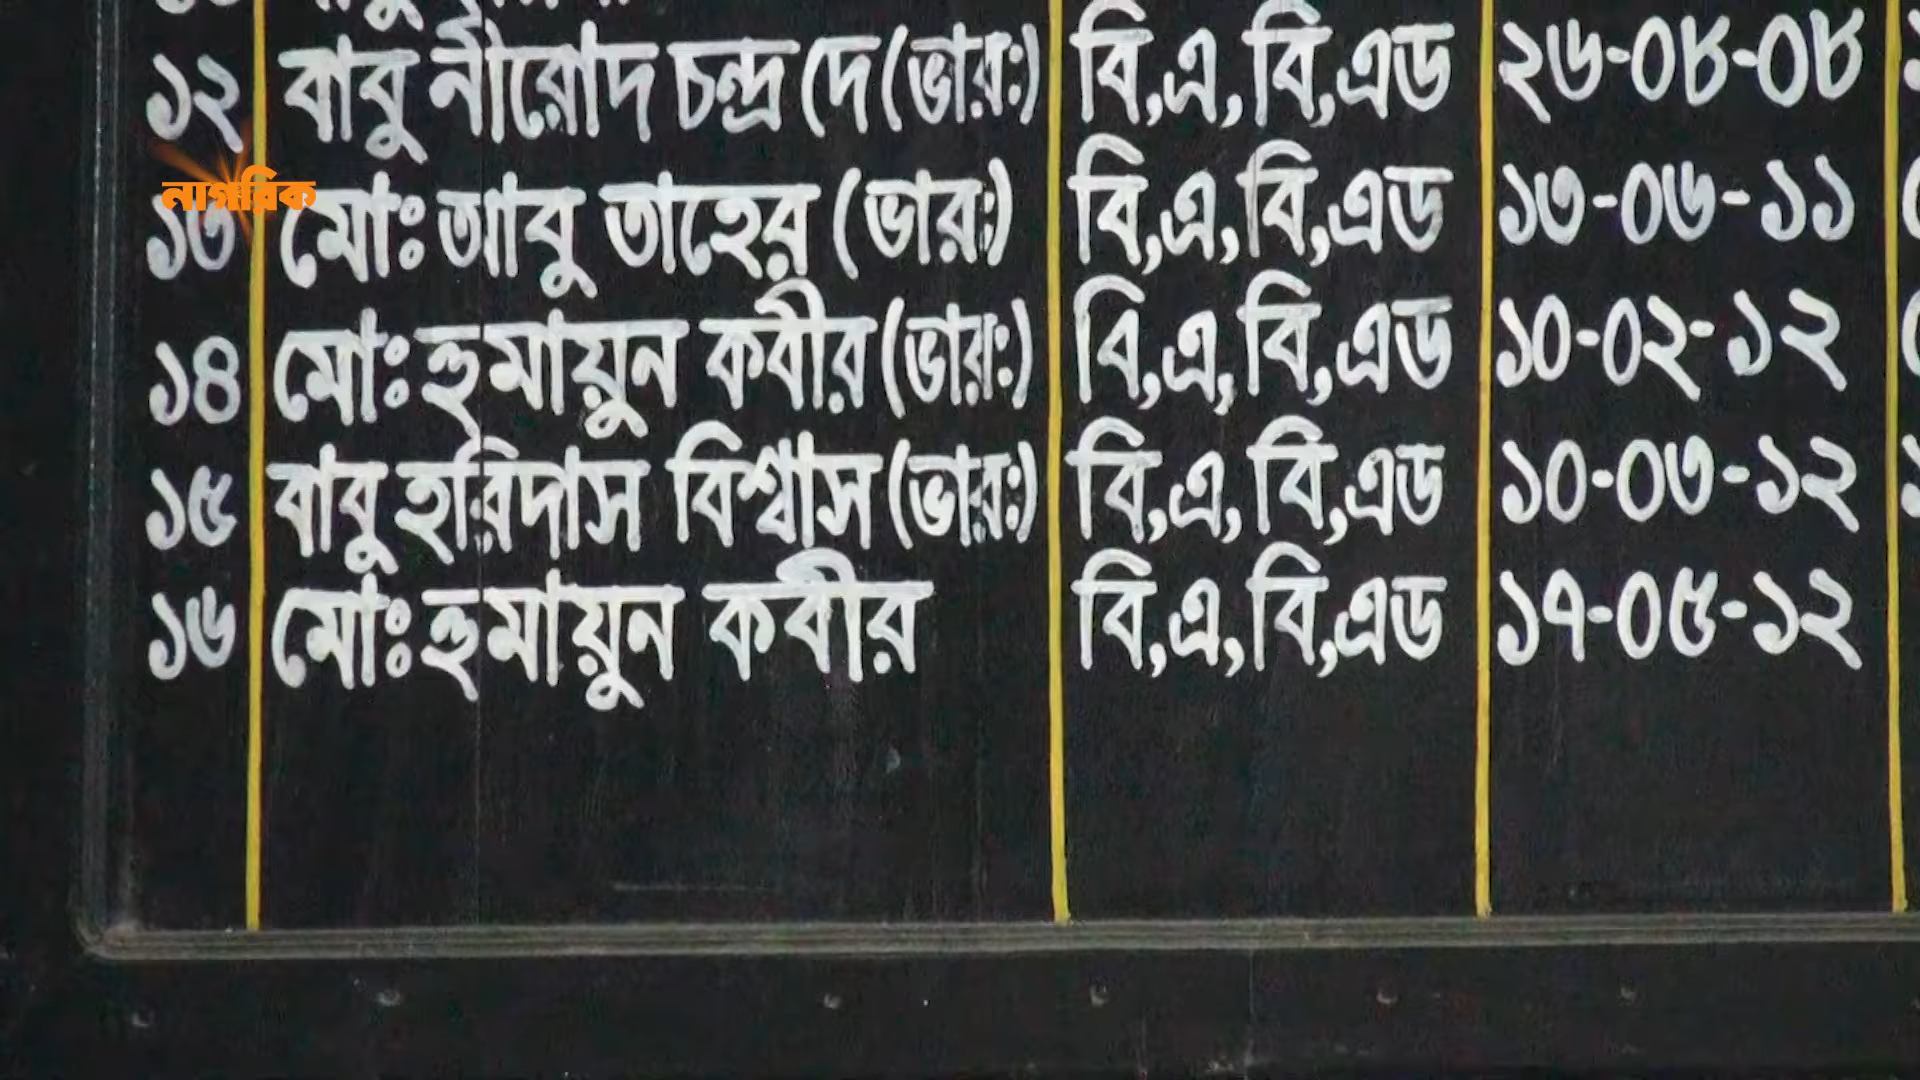 ১২ বাবু নীরোদ চন্দ্র দে (ভারঃ) বি,এ, বি,এড ২৬-০৮-০৮
নাগরিক
১৩ মোঃ আবু তাহের (ভারঃ) বি,এ,বি,এড ১৩-০৬-১১
১৪ মোঃ হুমায়ুন কবীর (ভারঃ) বি,এ,বি,এড ১০-০২-১২
১৫ বাবু হরিদাস বিশ্বাস (ভারঃ) বি,এ, বি,এড ১০-০৩-১২
১৬ মোঃ হুমায়ুন কবীর বি,এ,বি,এড ১৭-০৫-১২